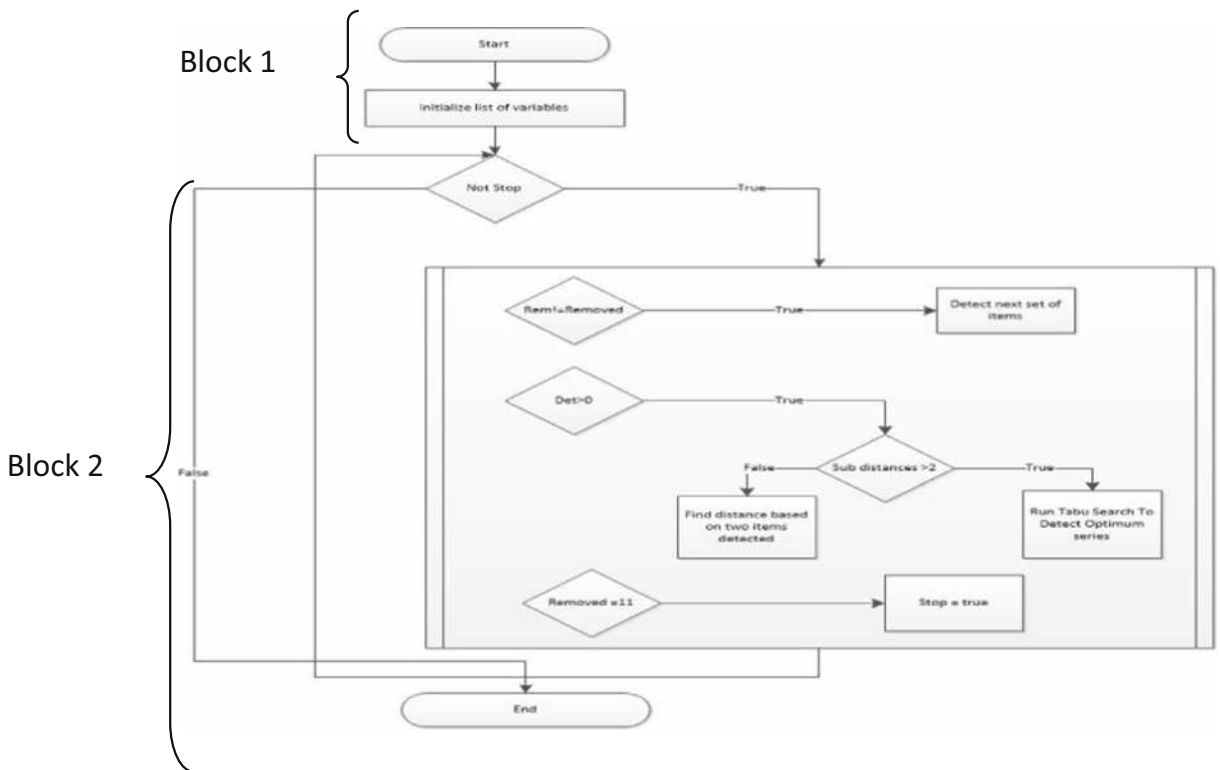 Block 1
Start
Initialize list of variables
Not Stop
True
Rem!=Removed
True
Detect next set of
items
Det>0
True
Block 2
False
False
Sub distances >2
True
Find distance based
on two items
detected
Run Tabu Search To
Detect Optimum
series
Removed =11
Stop = true
End